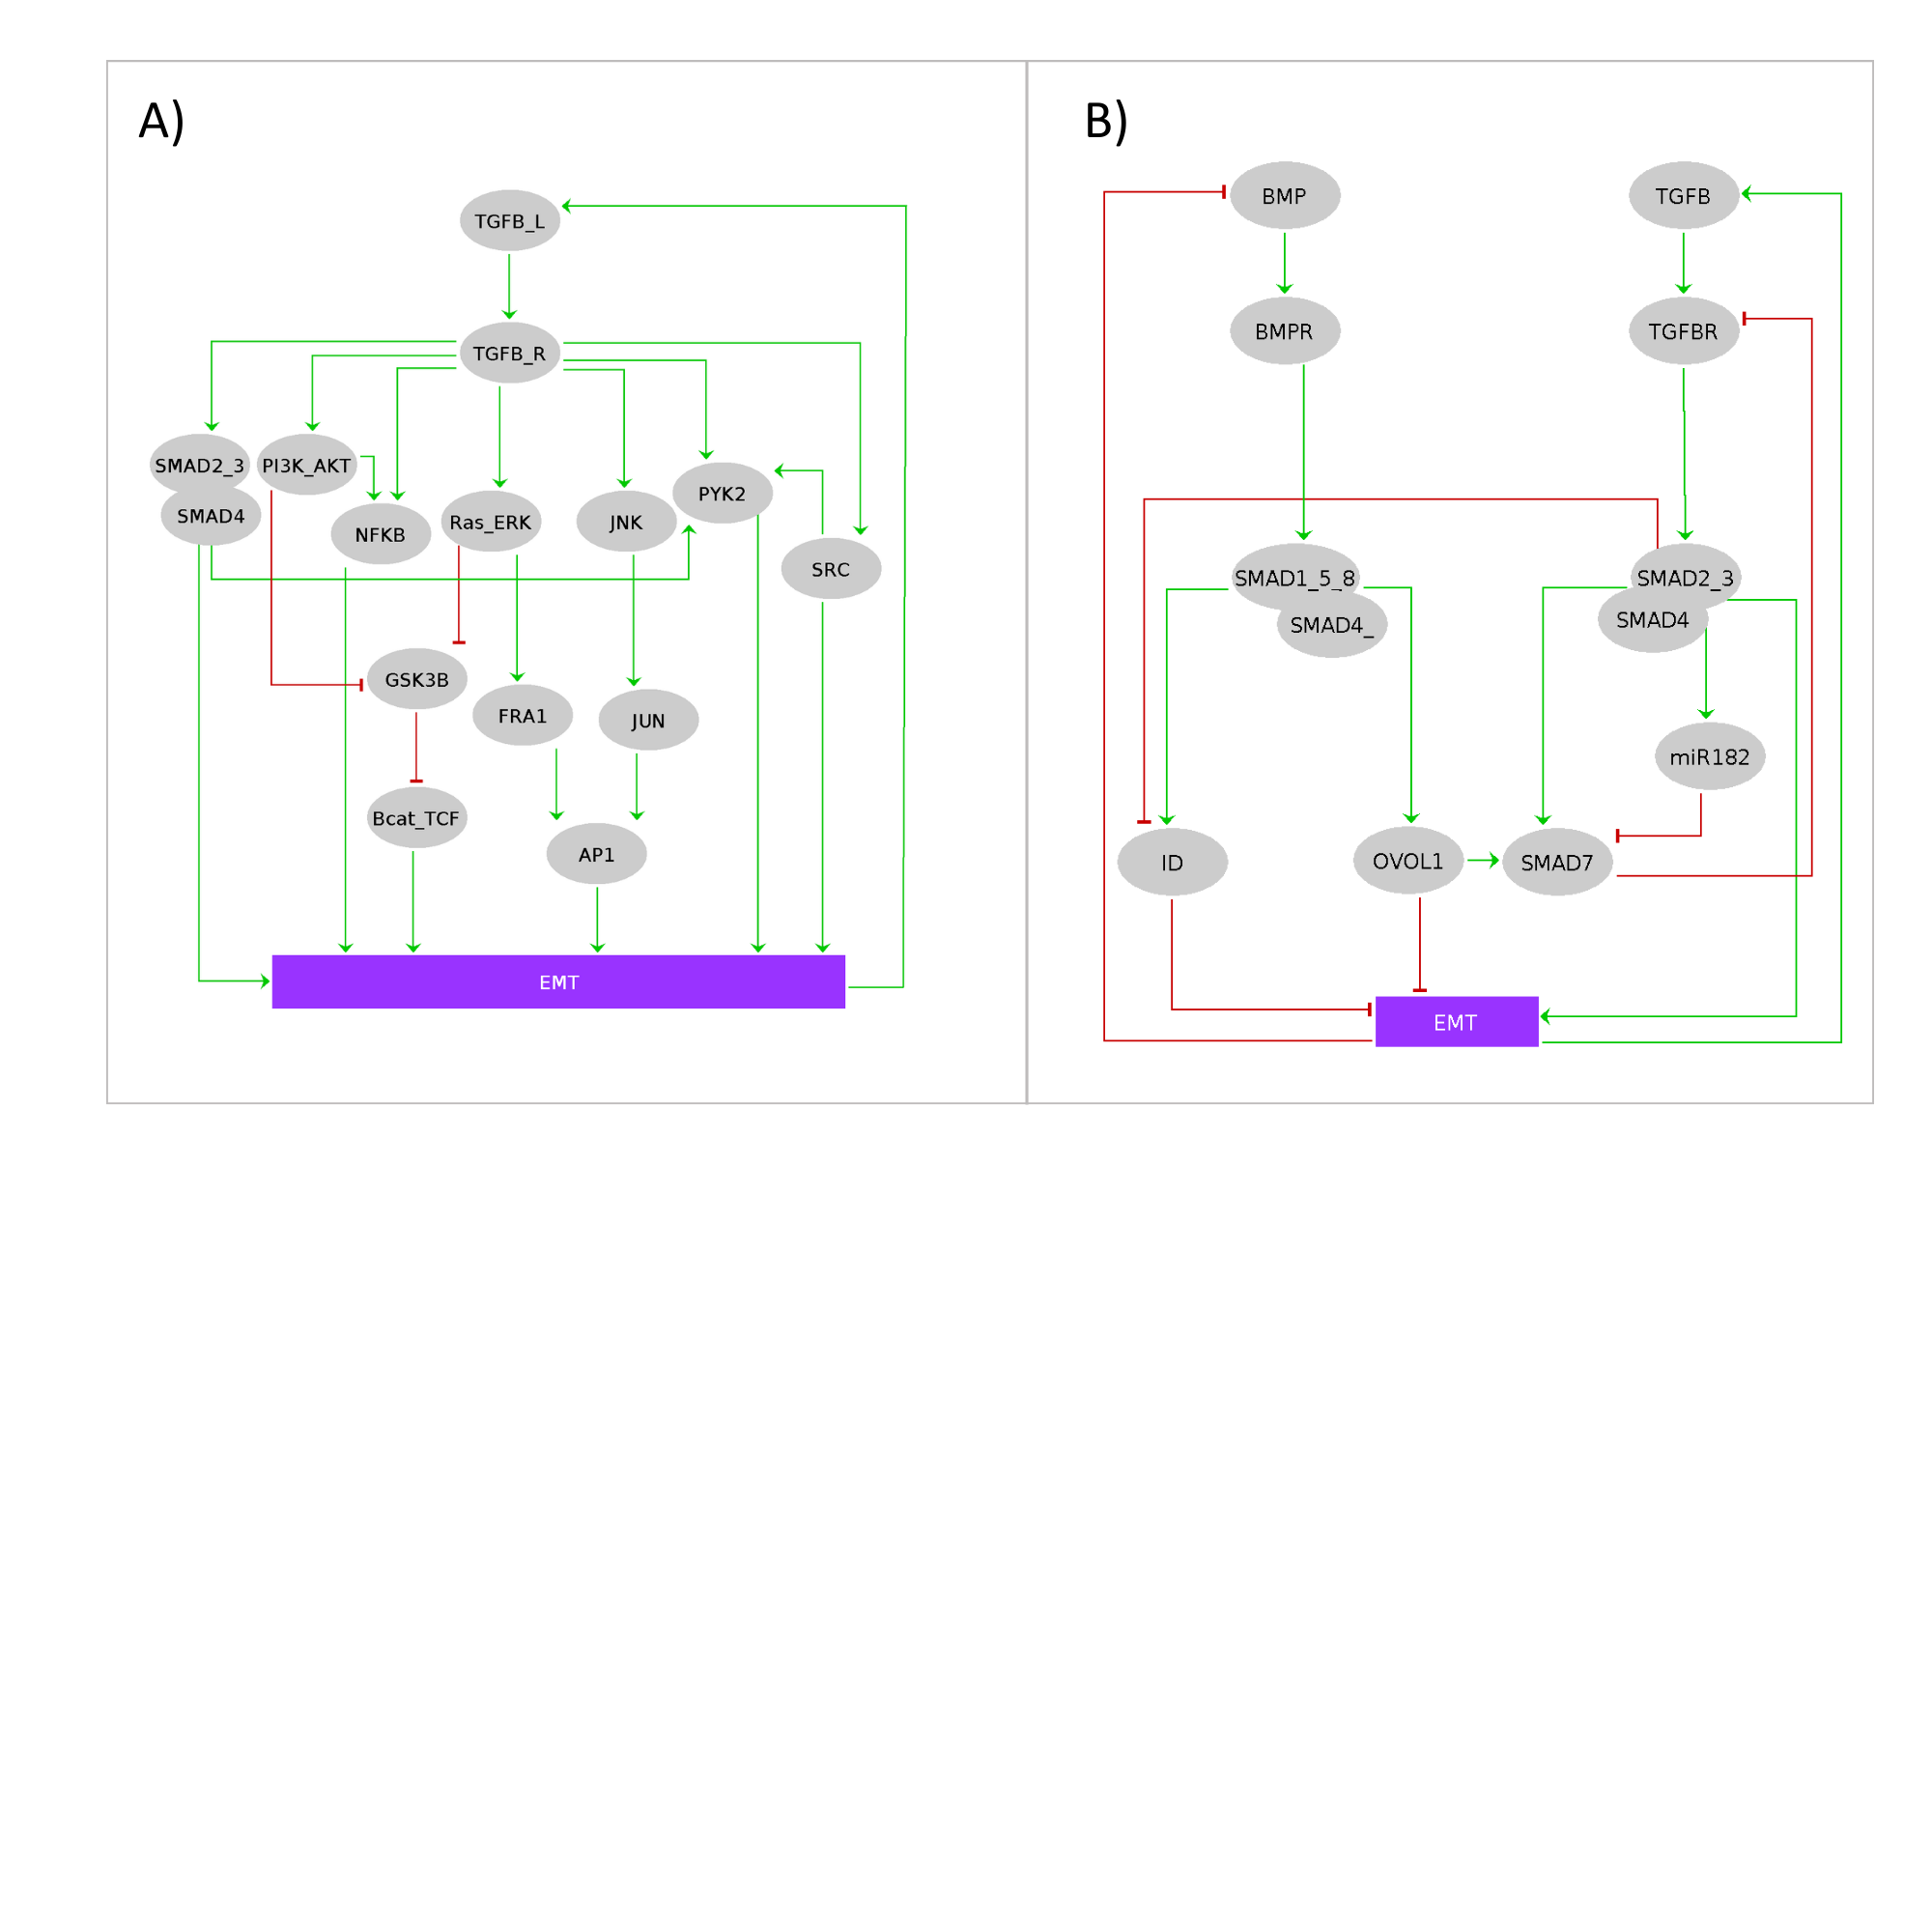 A)
B)
TGFB_L
TGFB_R
SMAD2_3
PI3K_AKT
SMAD4
NFKB
Ras_ERK
JNK
PYK2
SRC
GSK3B
FRA1
JUN
Bcat_TCF
AP1
EMT
BMP
TGFB
BMPR
TGFBR
SMAD1_5_8
SMAD4_
SMAD2_3
SMAD4
miR182
ID
OVOL1
SMAD7
EMT